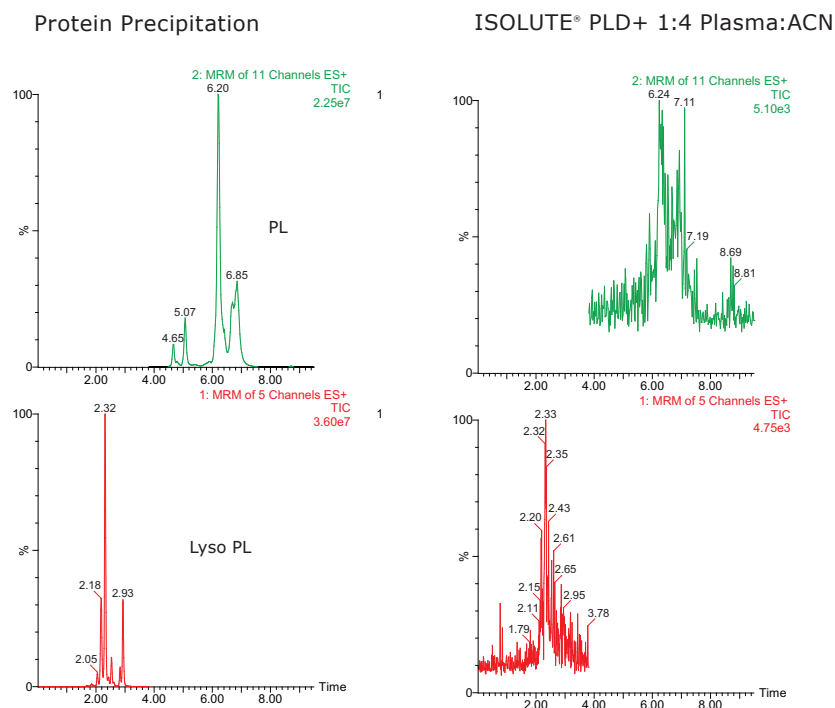 Protein Precipitation
ISOLUTE® PLD+ 1:4 Plasma:ACN
2: MRM of 11 Channels ES+
TIC
2.25e7
100
%
0
6.20
PL
6.85
5.07
4.65
2.00 4.00 6.00 8.00
1
1: MRM of 5 Channels ES+
TIC
3.60e7
100
%
0
2.32
Lyso PL
2.18
2.93
2.05
2.00 4.00 6.00 8.00
Time
1
2: MRM of 11 Channels ES+
TIC
5.10e3
100
%
0
6.24
7.11
7.19
8.69
8.81
2.00 4.00 6.00 8.00
1: MRM of 5 Channels ES+
TIC
4.75e3
100
%
0
2.33
2.32
2.35
2.43
2.20
2.61
2.65
2.15
2.95
2.11
3.78
1.79
2.00 4.00 6.00 8.00
Time